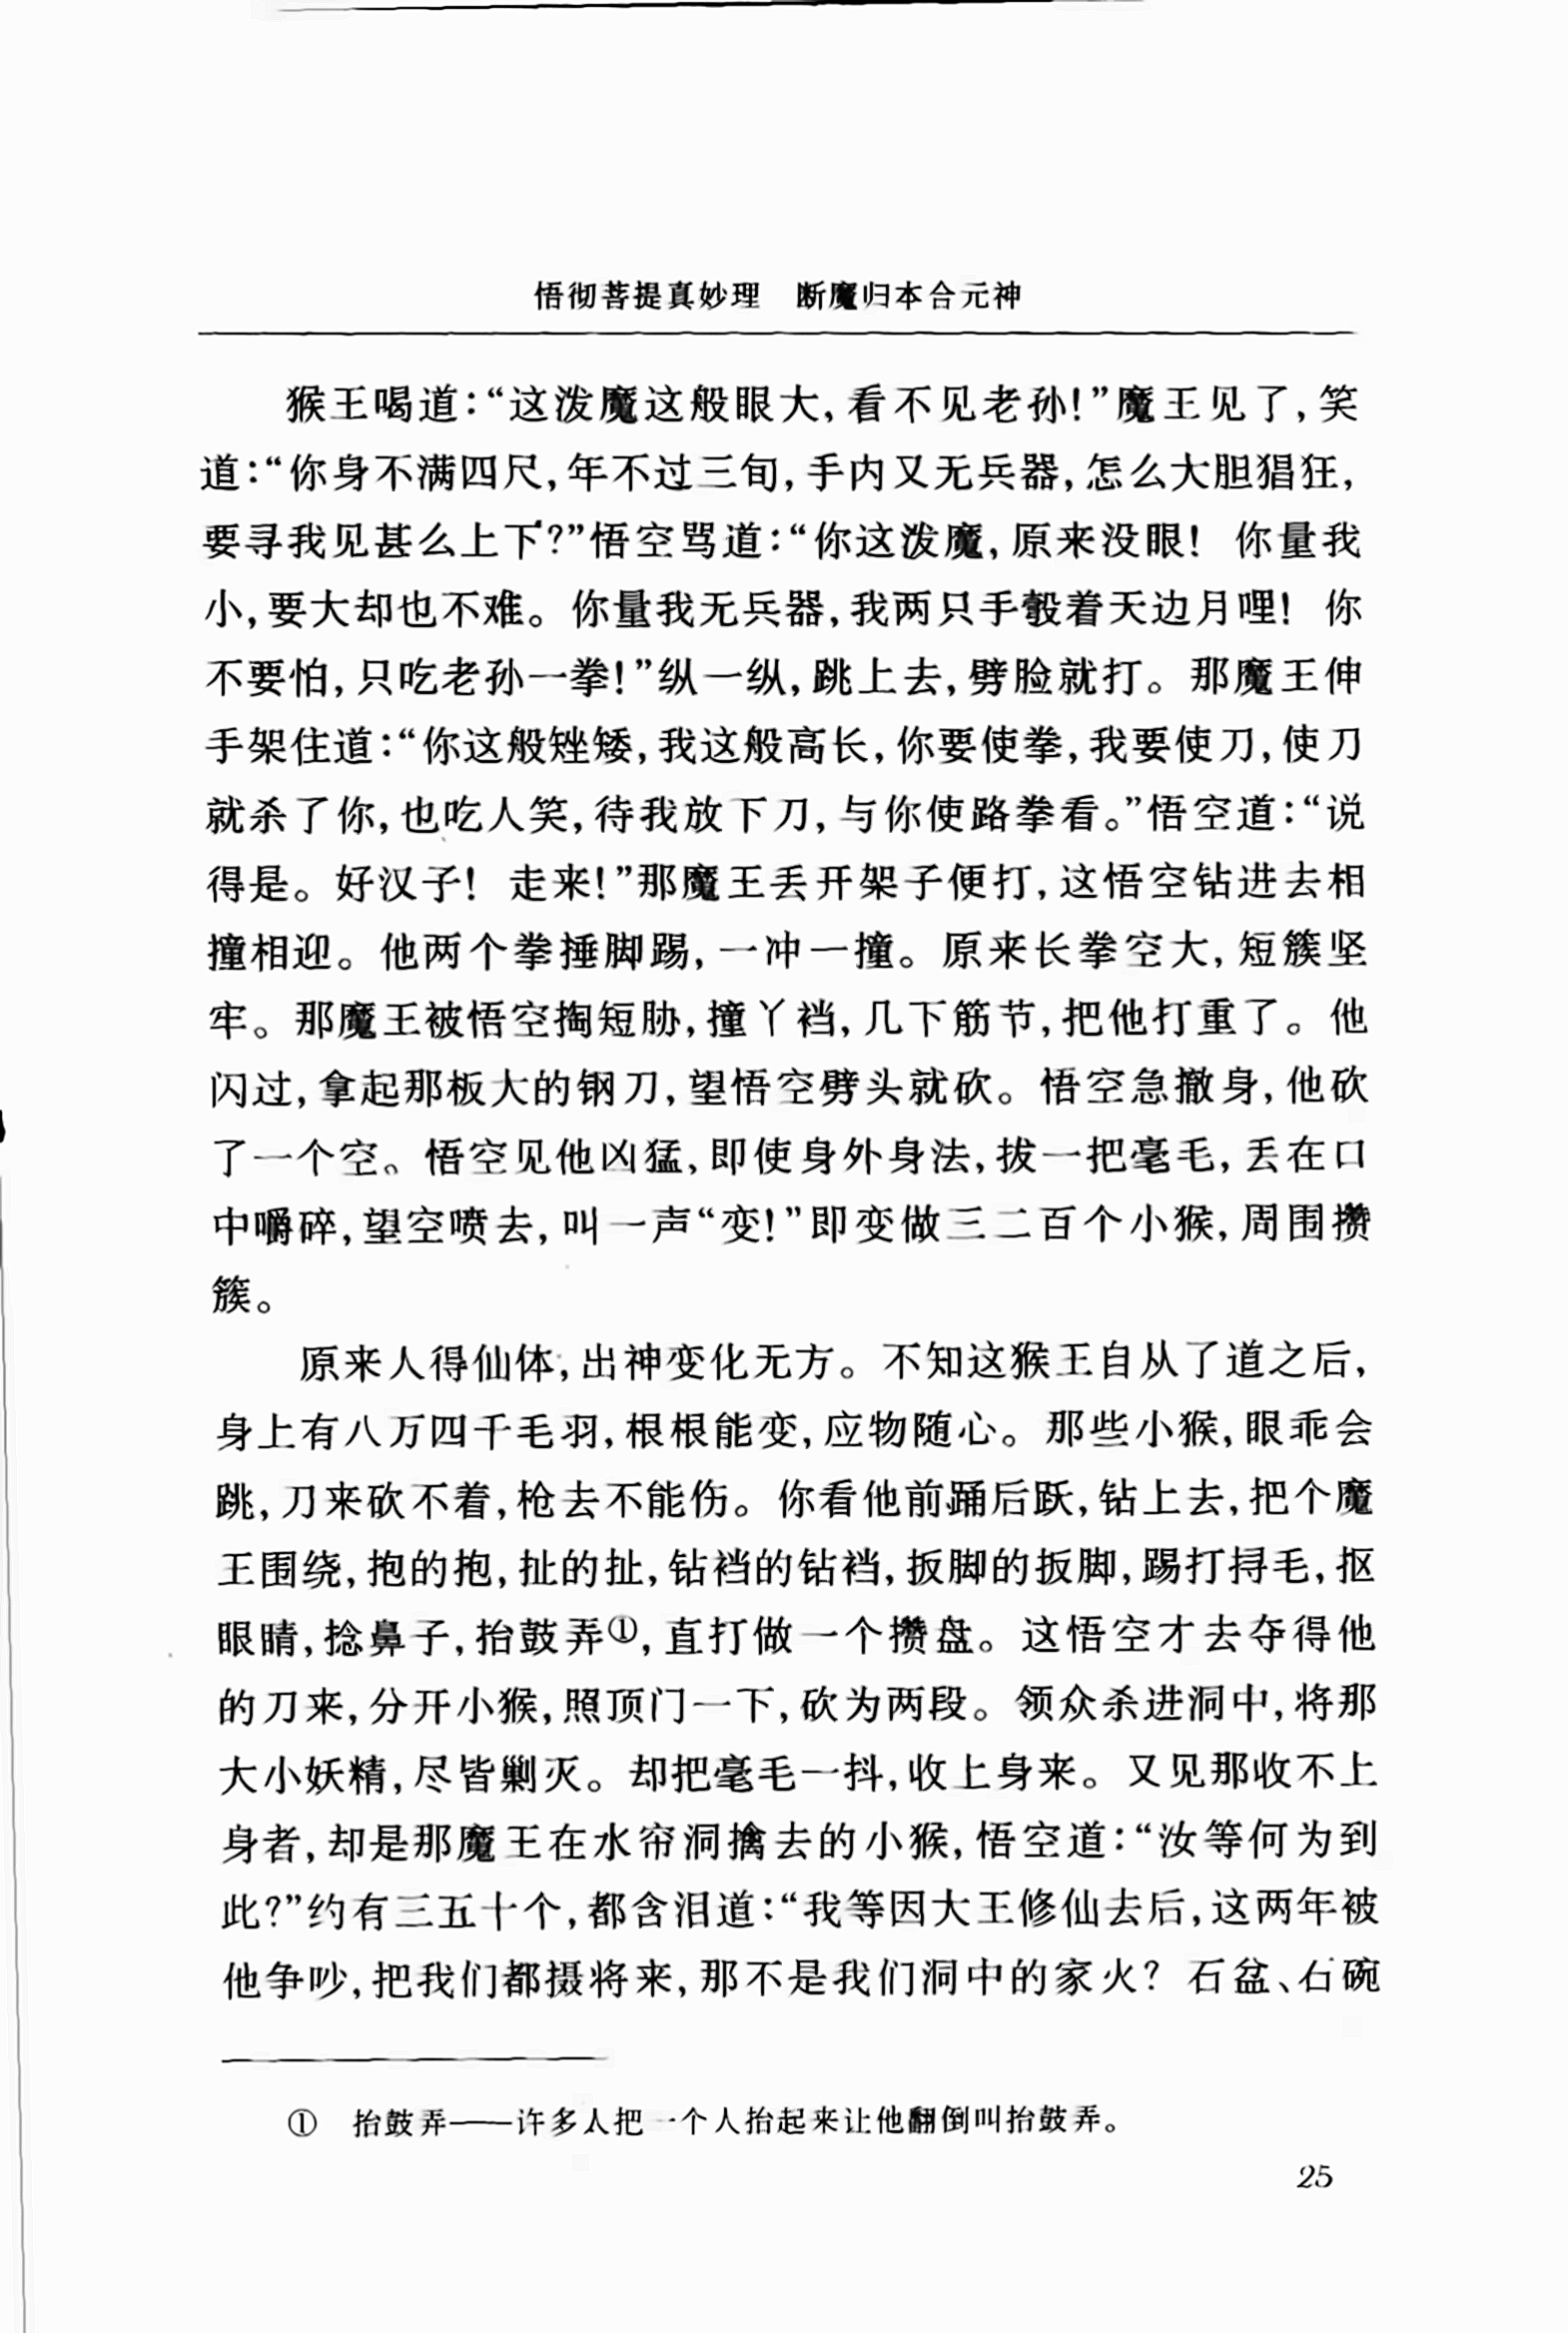 悟彻菩提真妙理　断魔归本合元神
猴王喝道：“这泼魔这般眼大，看不见老孙！”魔王见了，笑
道：“你身不满四尺，年不过三旬，手内又无兵器，怎么大胆猖狂，
要寻我见甚么上下？”悟空骂道：“你这泼魔，原来没眼！你量我
小，要大却也不难。你量我无兵器，我两只手彀着天边月哩！你
不要怕，只吃老孙一拳！”纵一纵，跳上去，劈脸就打。那魔王伸
手架住道：“你这般矬矮，我这般高长，你要使拳，我要使刀，使刀
就杀了你，也吃人笑，待我放下刀，与你使路拳看。”悟空道：“说
得是。好汉子！走来！”那魔王丢开架子便打，这悟空钻进去相
撞相迎。他两个拳捶脚踢，一冲一撞。原来长拳空大，短簇坚
牢。那魔王被悟空掏短胁，撞丫裆，几下筋节，把他打重了。他
闪过，拿起那板大的钢刀，望悟空劈头就砍。悟空急撤身，他砍
了一个空。悟空见他凶猛，即使身外身法，拔一把毫毛，丢在口
中嚼碎，望空喷去，叫一声“变！”即变做三二百个小猴，周围攒
簇。
原来人得仙体，出神变化无方。不知这猴王自从了道之后，
身上有八万四千毛羽，根根能变，应物随心。那些小猴，眼乖会
跳，刀来砍不着，枪去不能伤。你看他前踊后跃，钻上去，把个魔
王围绕，抱的抱，扯的扯，钻裆的钻裆，扳脚的扳脚，踢打挦毛，抠
眼睛，捻鼻子，抬鼓弄①，直打做一个攒盘。这悟空才去夺得他
的刀来，分开小猴，照顶门一下，砍为两段。领众杀进洞中，将那
大小妖精，尽皆剿灭。却把毫毛一抖，收上身来。又见那收不上
身者，却是那魔王在水帘洞擒去的小猴，悟空道：“汝等何为到
此？”约有三五十个，都含泪道：“我等因大王修仙去后，这两年被
他争吵，把我们都摄将来，那不是我们洞中的家火？石盆、石碗
①　抬鼓弄——许多人把一个人抬起来让他翻倒叫抬鼓弄。
25